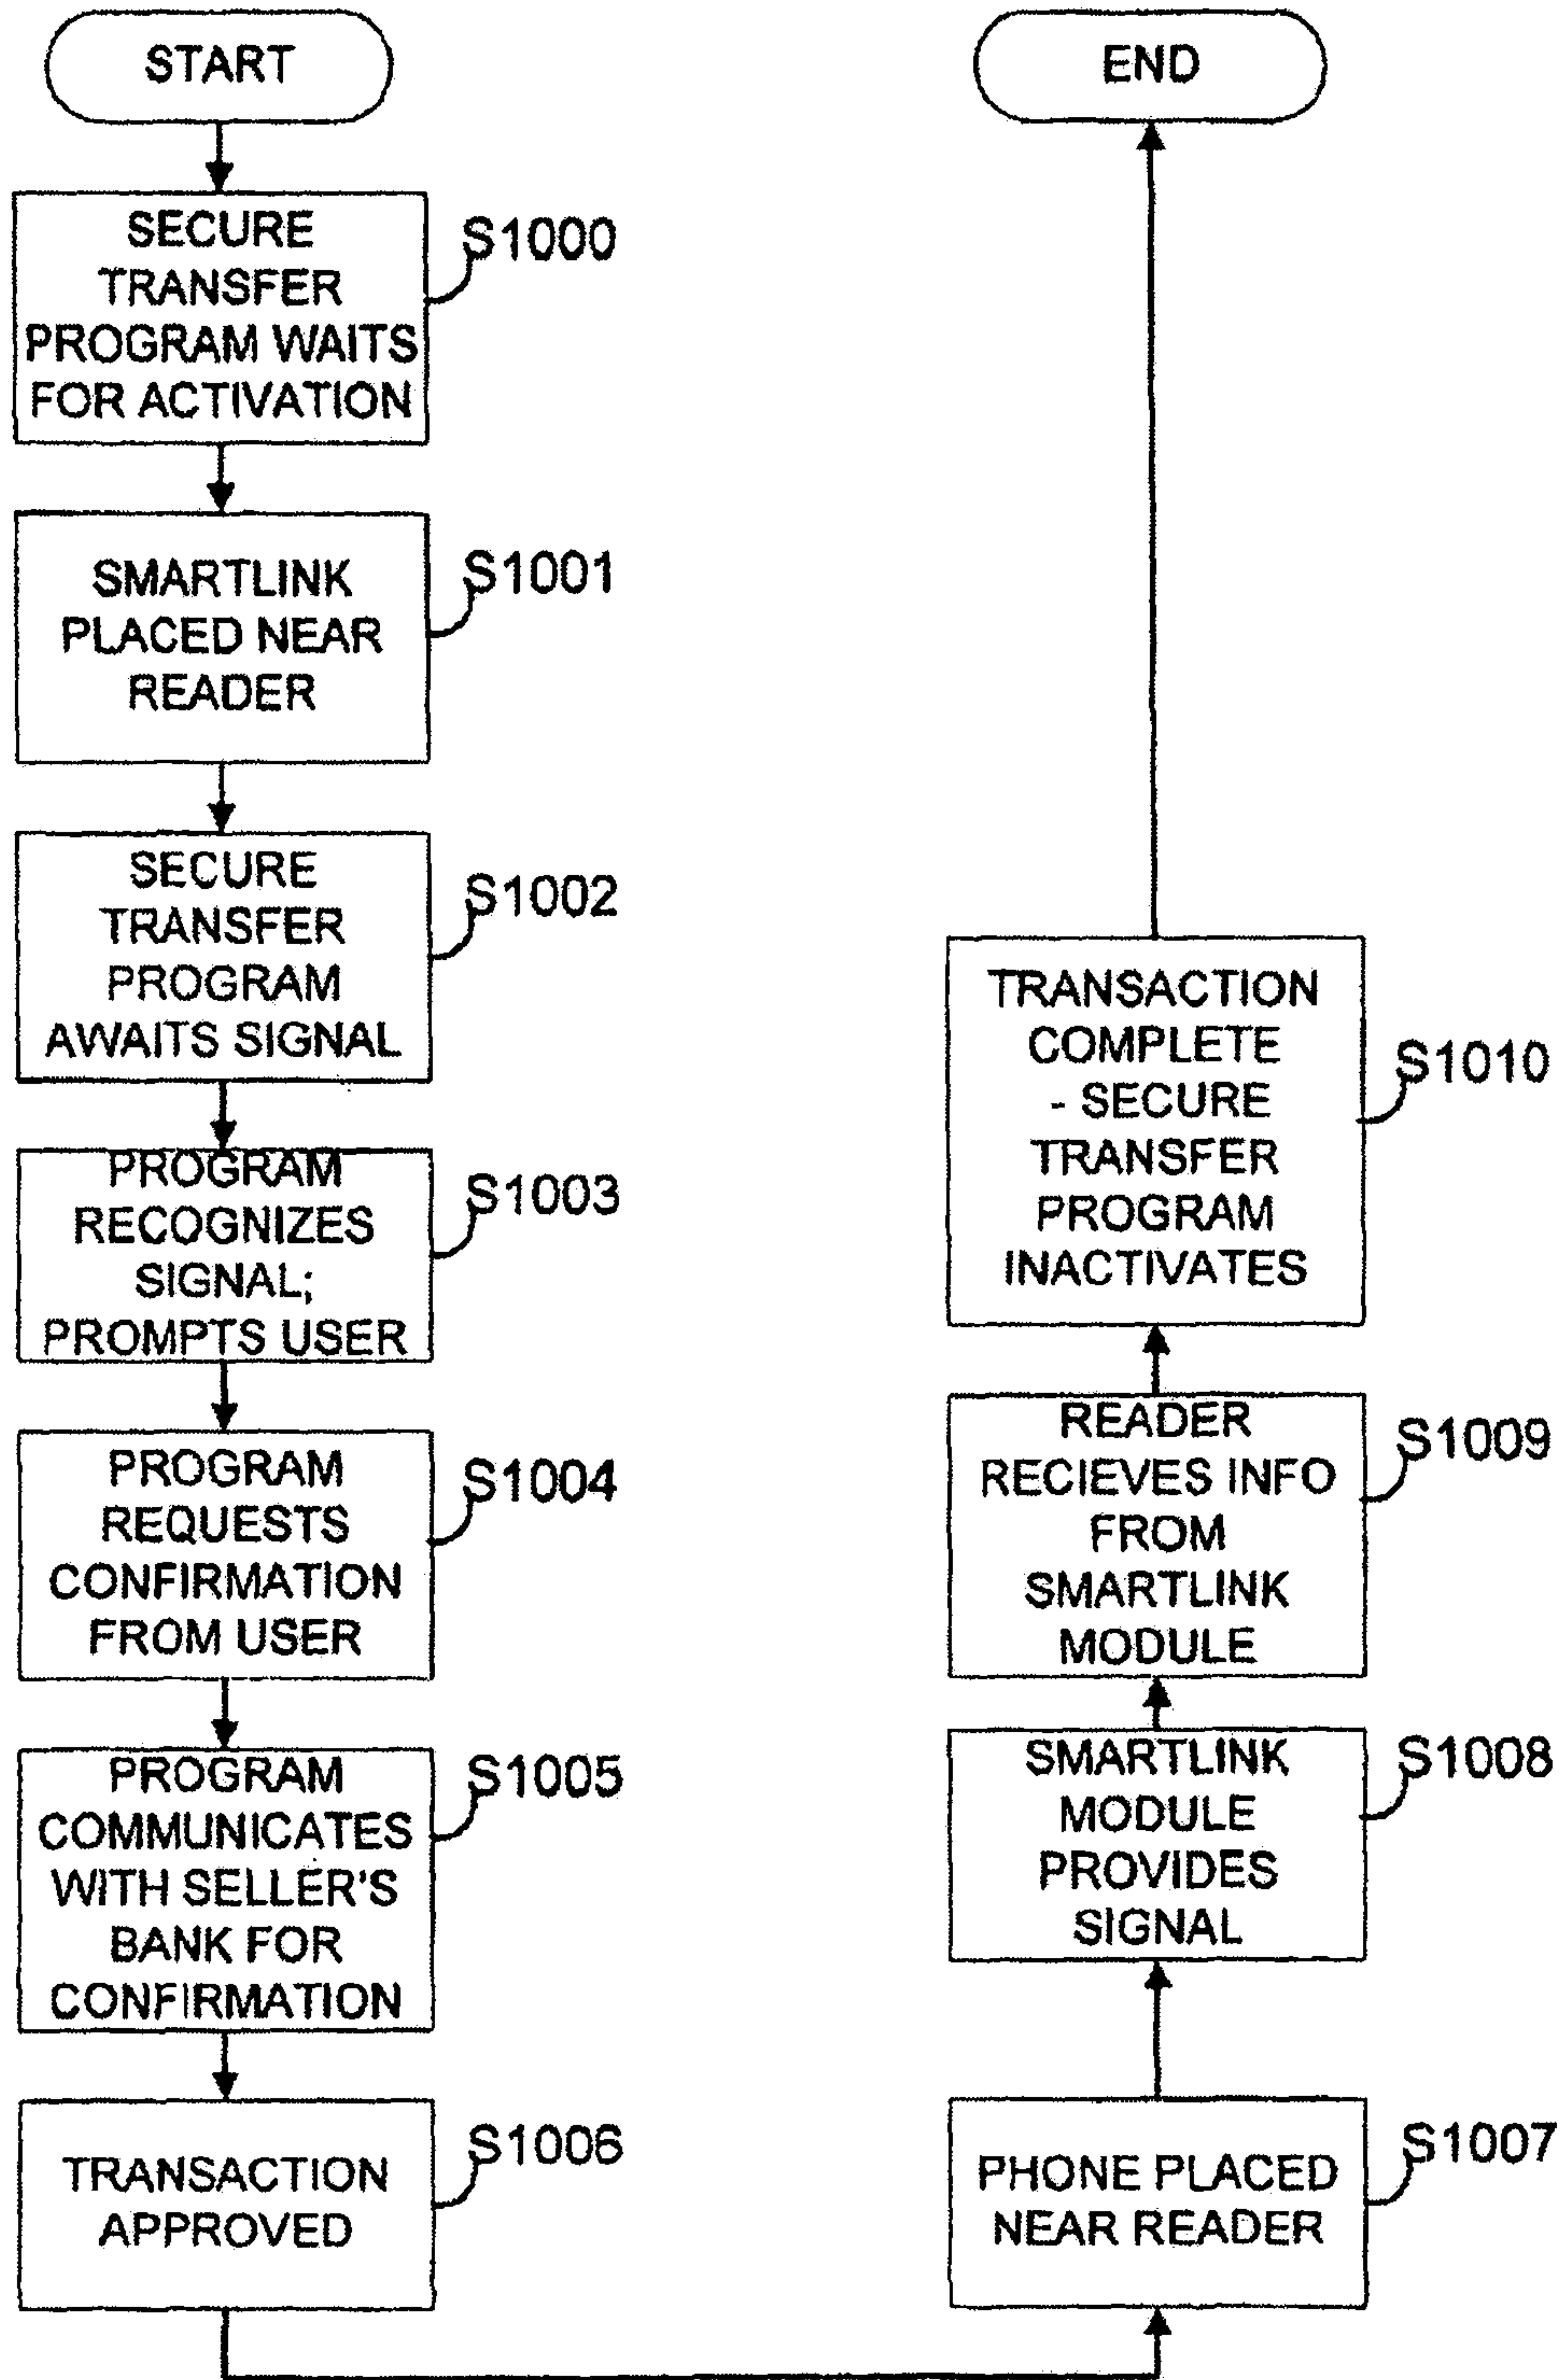 START
SECURE
TRANSFER
PROGRAM WAITS
FOR ACTIVATION
S1000
SMARTLINK
PLACED NEAR
READER
S1001
SECURE
TRANSFER
PROGRAM
AWAITS SIGNAL
S1002
PROGRAM
RECOGNIZES
SIGNAL;
PROMPTS USER
S1003
PROGRAM
REQUESTS
CONFIRMATION
FROM USER
S1004
PROGRAM
COMMUNICATES
WITH SELLER'S
BANK FOR
CONFIRMATION
S1005
TRANSACTION
APPROVED
S1006
PHONE PLACED
NEAR READER
S1007
SMARTLINK
MODULE
PROVIDES
SIGNAL
S1008
READER
RECIEVES INFO
FROM
SMARTLINK
MODULE
S1009
TRANSACTION
COMPLETE
- SECURE
TRANSFER
PROGRAM
INACTIVATES
S1010
END